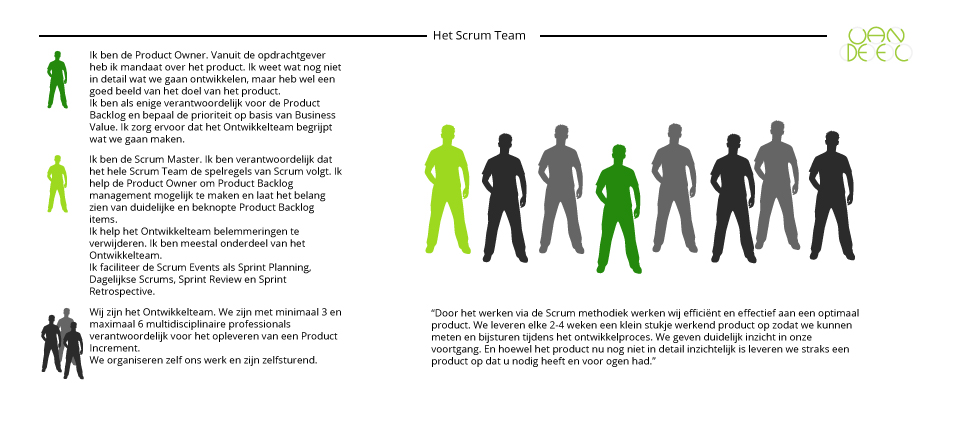 Het Scrum Team
VAN
DEEL
Ik ben de Product Owner. Vanuit de opdrachtgever
heb ik mandaat over het product. Ik weet wat nog niet
in detail wat we gaan ontwikkelen, maar heb wel een
goed beeld van het doel van het product.
Ik ben als enige verantwoordelijk voor de Product
Backlog en bepaal de prioriteit op basis van Business
Value. Ik zorg ervoor dat het Ontwikkelteam begrijpt
wat we gaan maken.
Ik ben de Scrum Master. Ik ben verantwoordelijk dat
het hele Scrum Team de spelregels van Scrum volgt. Ik
help de Product Owner om Product Backlog
management mogelijk te maken en laat het belang
zien van duidelijke en beknopte Product Backlog
items.
Ik help het Ontwikkelteam belemmeringen te
verwijderen. Ik ben meestal onderdeel van het
Ontwikkelteam.
Ik faciliteer de Scrum Events als Sprint Planning,
Dagelijkse Scrums, Sprint Review en Sprint
Retrospective.
Wij zijn het Ontwikkelteam. We zijn met minimaal 3 en
maximaal 6 multidisciplinaire professionals
verantwoordelijk voor het opleveren van een Product
Increment.
We organiseren zelf ons werk en zijn zelfsturend.
“Door het werken via de Scrum methodiek werken wij efficiënt en effectief aan een optimaal
product. We leveren elke 2-4 weken een klein stukje werkend product op zodat we kunnen
meten en bijsturen tijdens het ontwikkelproces. We geven duidelijk inzicht in onze
voortgang. En hoewel het product nu nog niet in detail inzichtelijk is leveren we straks een
product op dat u nodig heeft en voor ogen had.”